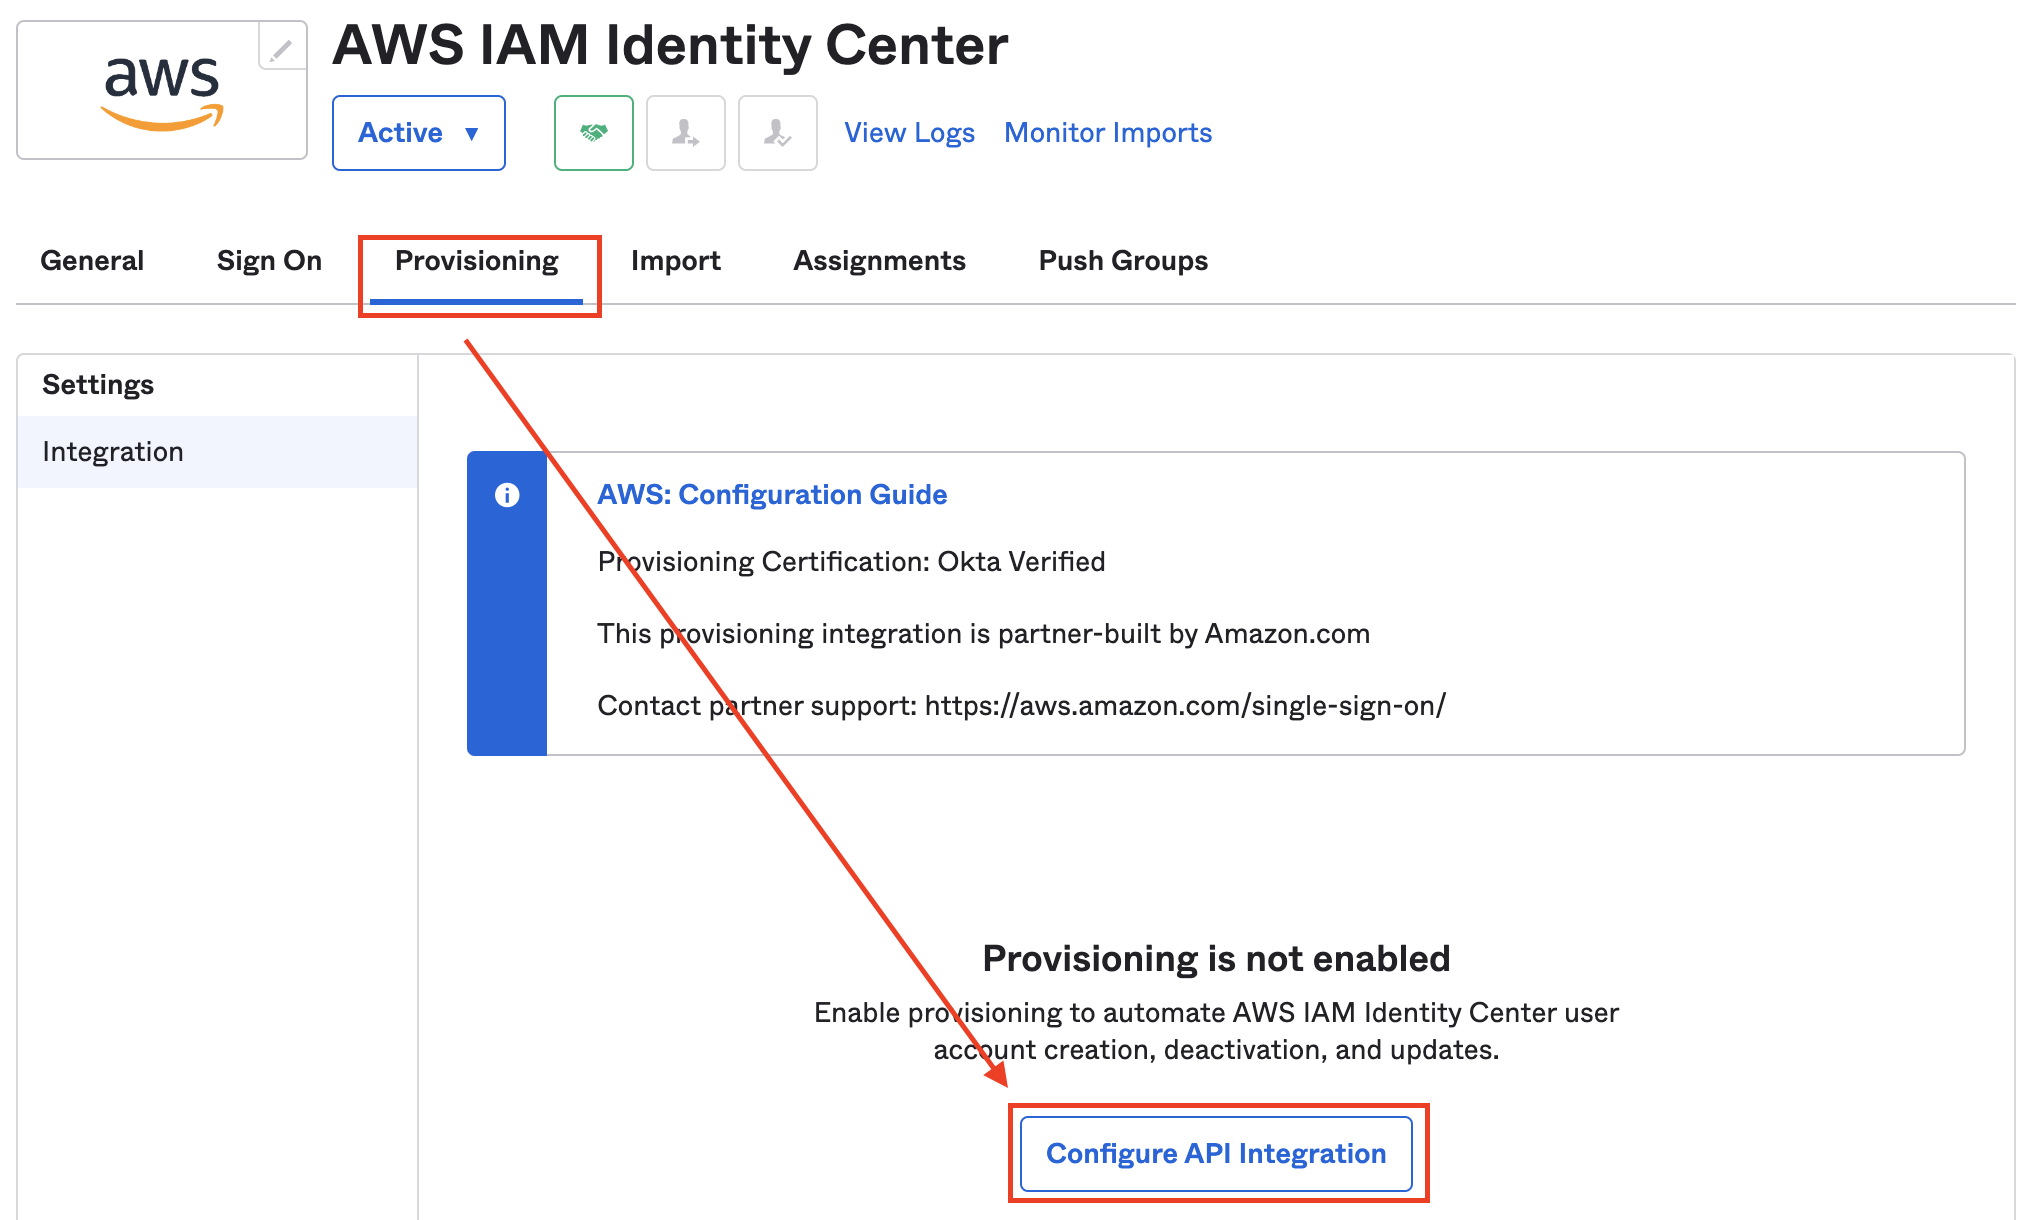 aws
AWS IAM Identity Center
Active ▼
View Logs
Monitor Imports
General
Sign On
Provisioning
Import
Assignments
Push Groups
Settings
Integration
AWS: Configuration Guide
Provisioning Certification: Okta Verified
This provisioning integration is partner-built by Amazon.com
Contact partner support: https://aws.amazon.com/single-sign-on/
Provisioning is not enabled
Enable provisioning to automate AWS IAM Identity Center user
account creation, deactivation, and updates.
Configure API Integration